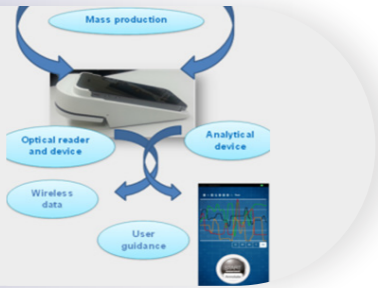 Mass production
Optical reader
and device
Analytical
device
Wireless
data
User
guidance